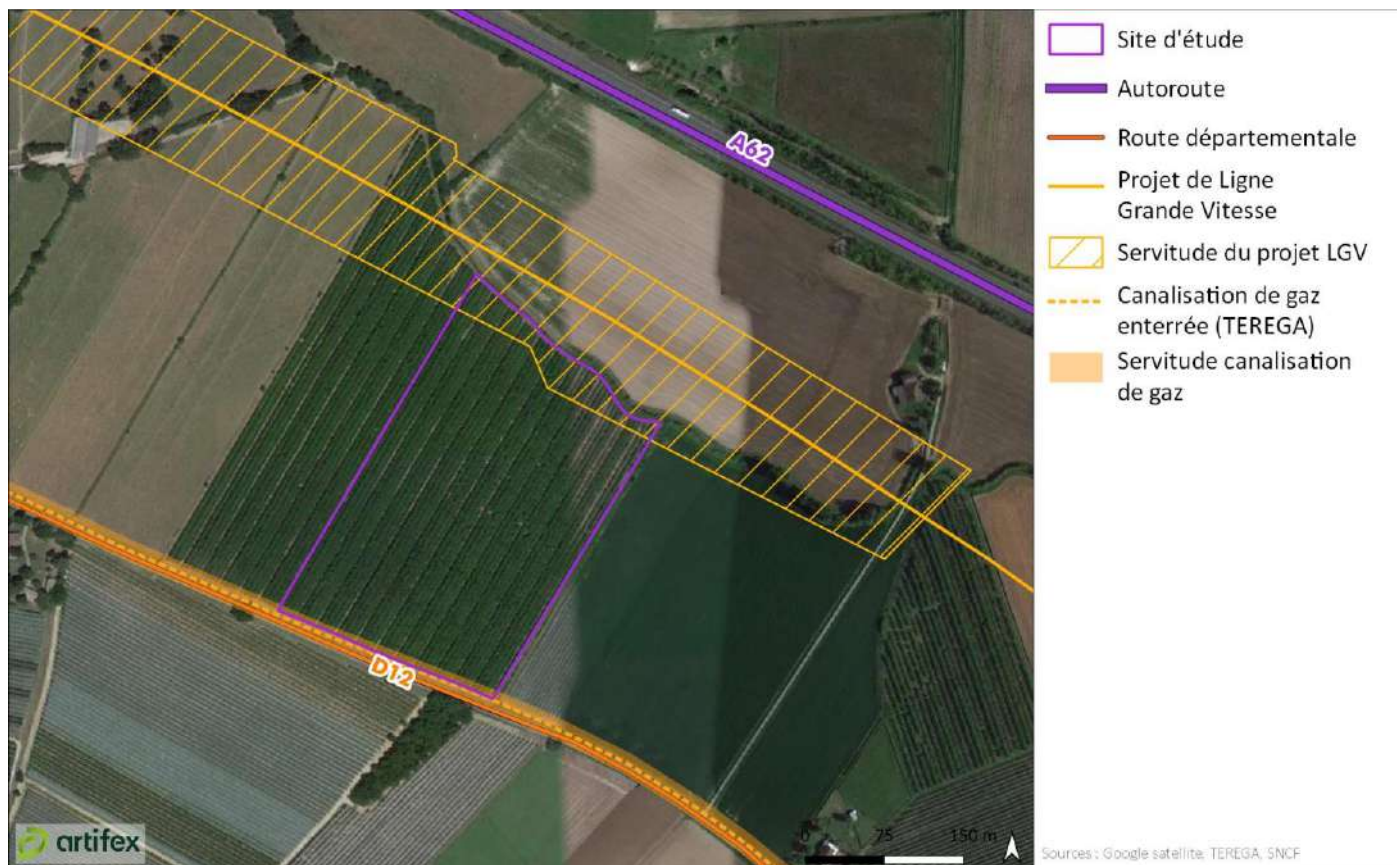 A62
D12
artifex
0 75 150 m
Site d'étude
Autoroute
Route départementale
Projet de Ligne
Grande Vitesse
Servitude du projet LGV
Canalisation de gaz
enterrée (TEREGA)
Servitude canalisation
de gaz
Sources : Google satellite, TEREGA, SNCF